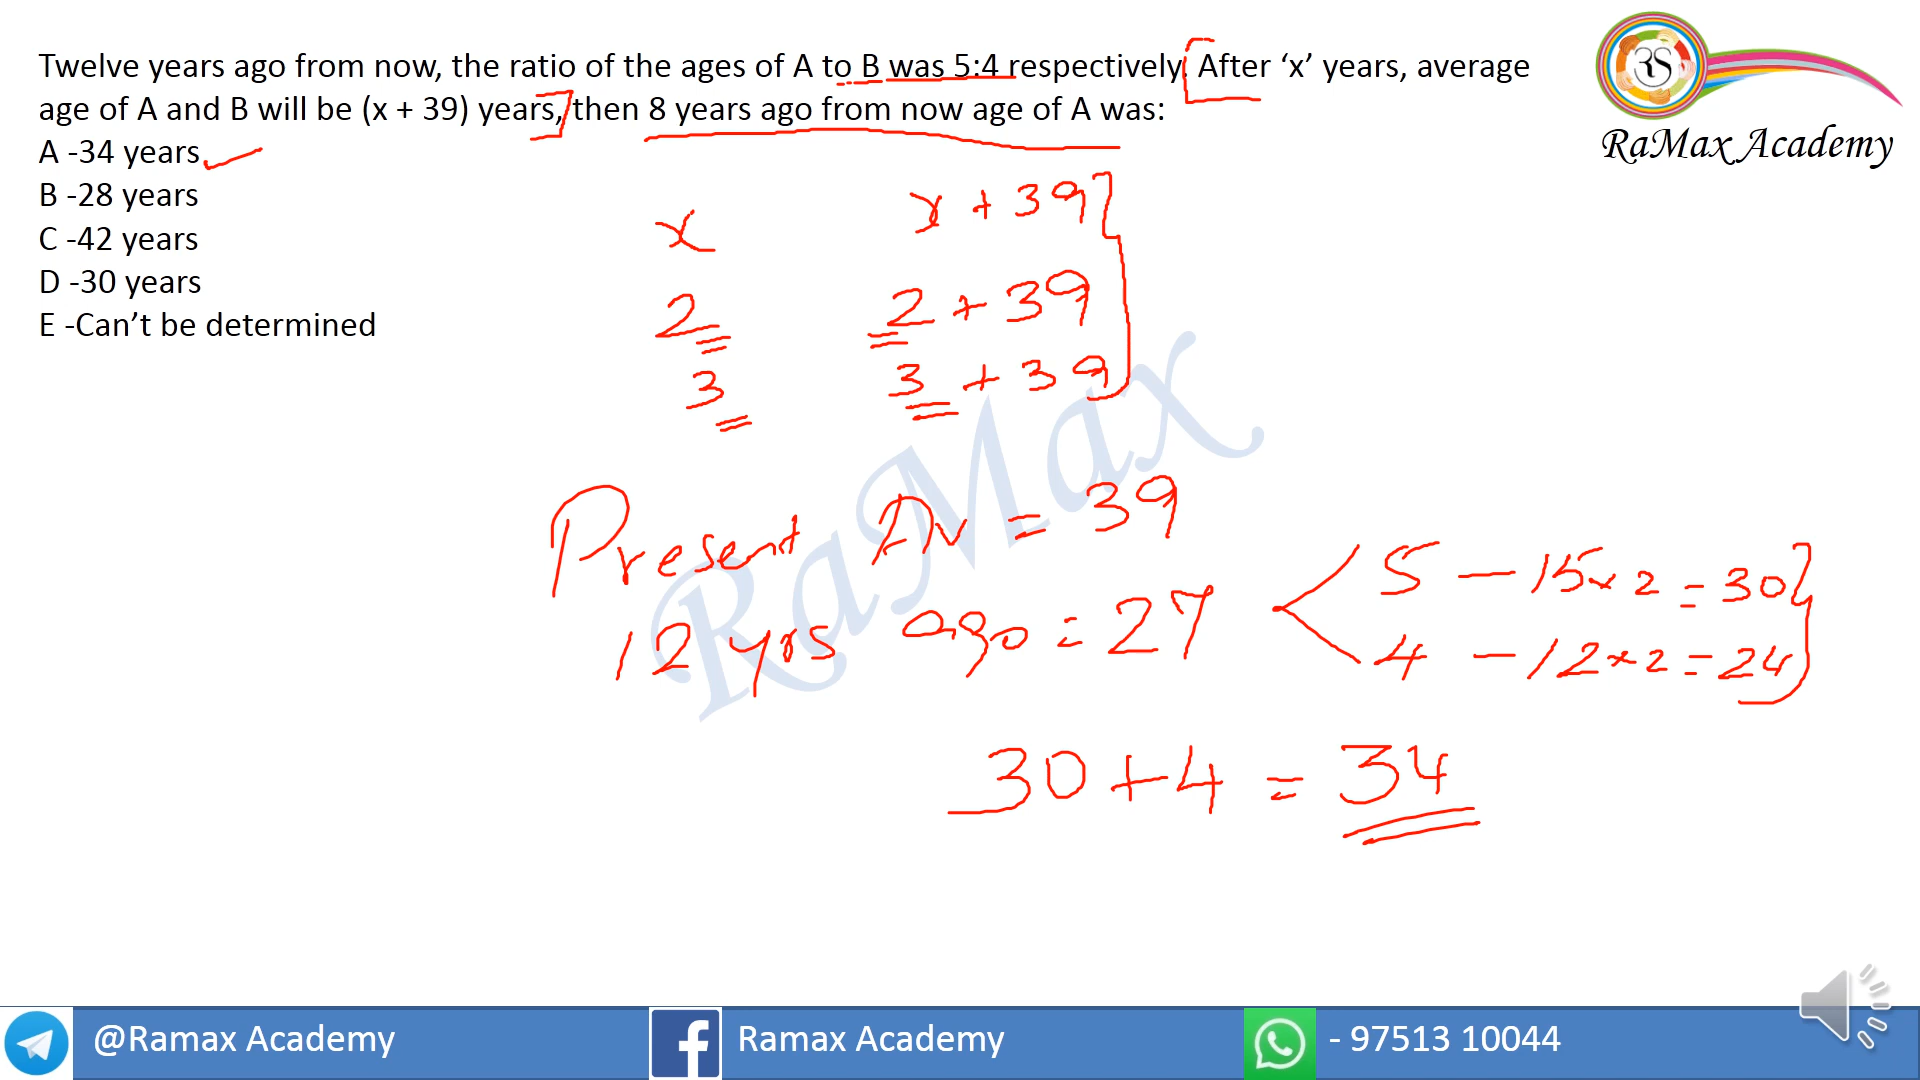 Twelve years ago from now, the ratio of the ages of A to B was 5:4 respectively. After ‘x’ years, average
age of A and B will be (x + 39) years, then 8 years ago from now age of A was:
A -34 years
B -28 years
C -42 years
D -30 years
E -Can’t be determined
RS
RaMax Academy
x x + 39
2 2 + 39
3 3 + 39
RaMax
Present Av = 39
12 yrs ago = 27
5 – 15 x 2 = 30
4 – 12 x 2 = 24
30 + 4 = 34
@Ramax Academy
Ramax Academy
- 97513 10044